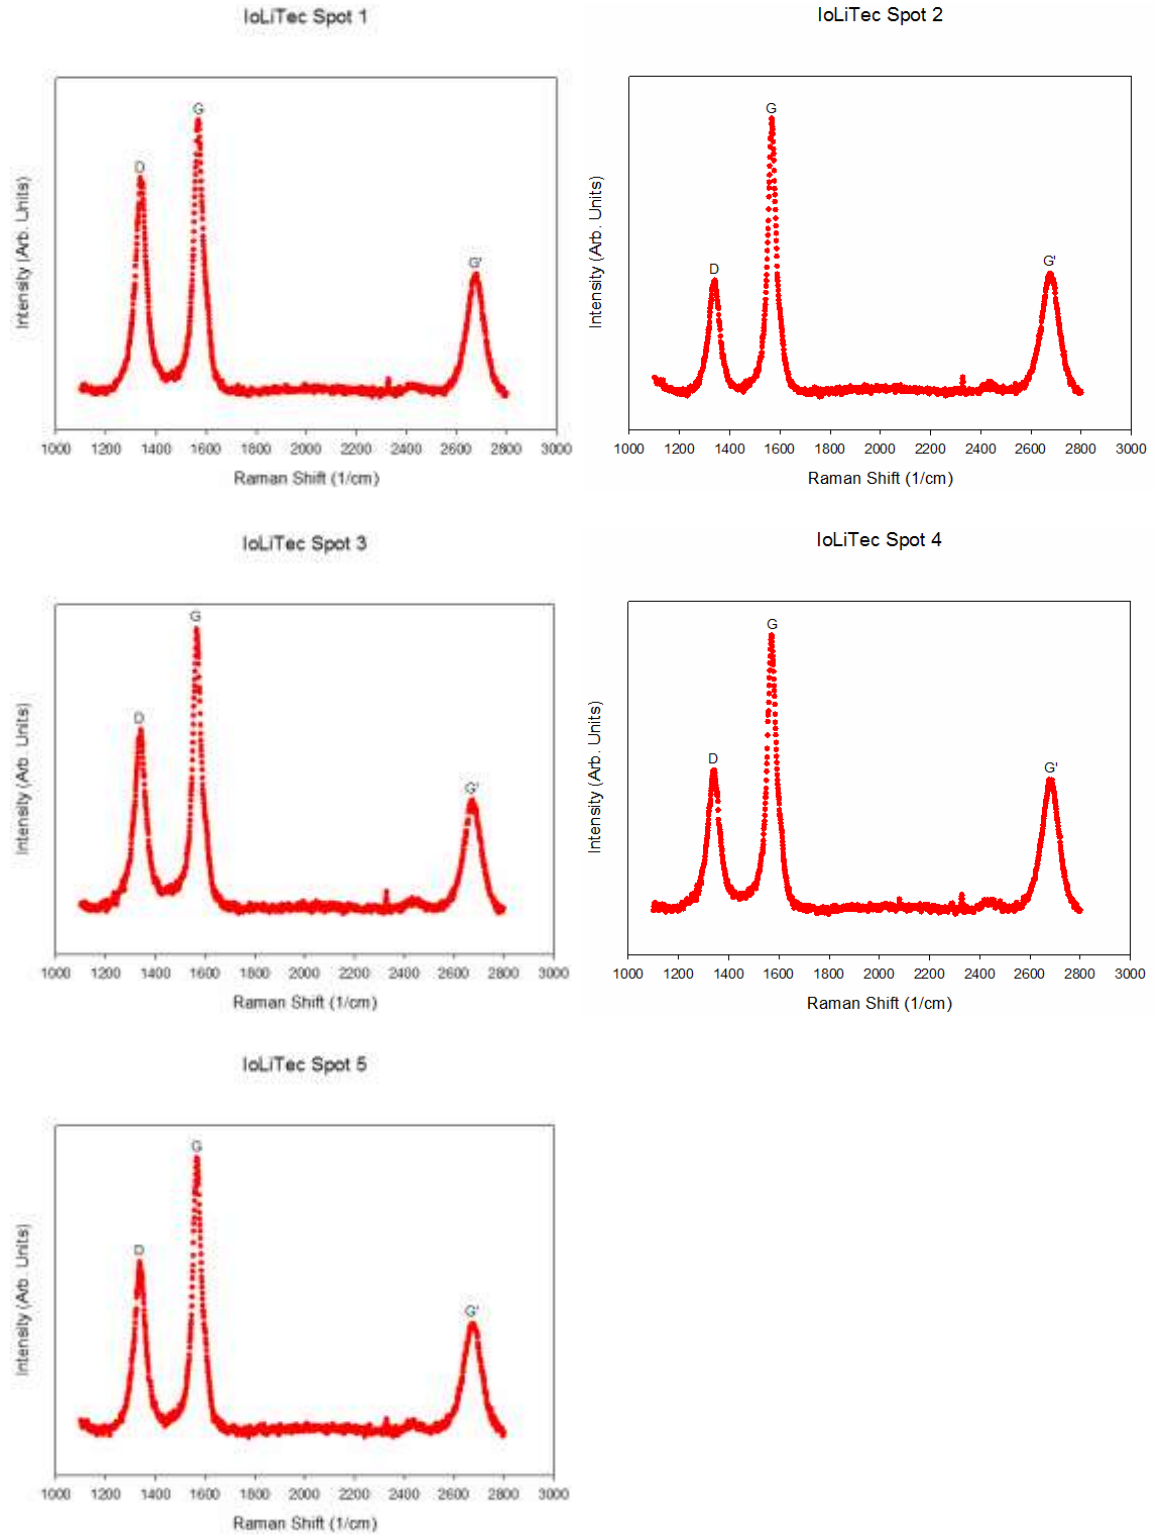 IoLiTec Spot 1
G
D
G'
Intensity (Arb. Units)
1000 1200 1400 1600 1800 2000 2200 2400 2600 2800 3000
Raman Shift (1/cm)
IoLiTec Spot 2
G
D
G'
Intensity (Arb. Units)
1000 1200 1400 1600 1800 2000 2200 2400 2600 2800 3000
Raman Shift (1/cm)
IoLiTec Spot 3
G
D
G'
Intensity (Arb. Units)
1000 1200 1400 1600 1800 2000 2200 2400 2600 2800 3000
Raman Shift (1/cm)
IoLiTec Spot 4
G
D
G'
Intensity (Arb. Units)
1000 1200 1400 1600 1800 2000 2200 2400 2600 2800 3000
Raman Shift (1/cm)
IoLiTec Spot 5
G
D
G'
Intensity (Arb. Units)
1000 1200 1400 1600 1800 2000 2200 2400 2600 2800 3000
Raman Shift (1/cm)